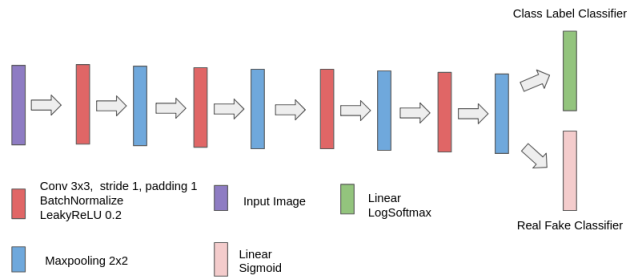 Class Label Classifier
Conv 3x3, stride 1, padding 1
BatchNormalize
LeakyReLU 0.2
Input Image
Linear
LogSoftmax
Real Fake Classifier
Maxpooling 2x2
Linear
Sigmoid